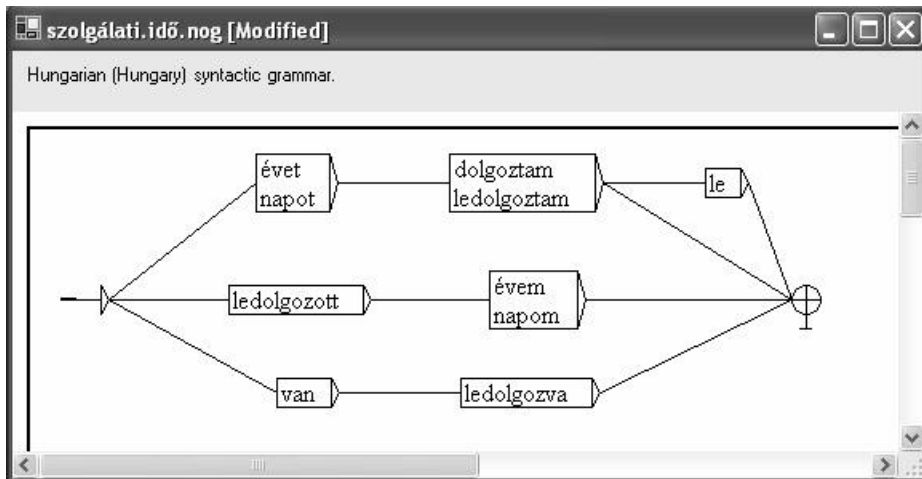 szolgálati.idő.nog [Modified]
Hungarian (Hungary) syntactic grammar.
évet
napot
dolgoztam
ledolgoztam
le
ledolgozott
évem
napom
van
ledolgozva